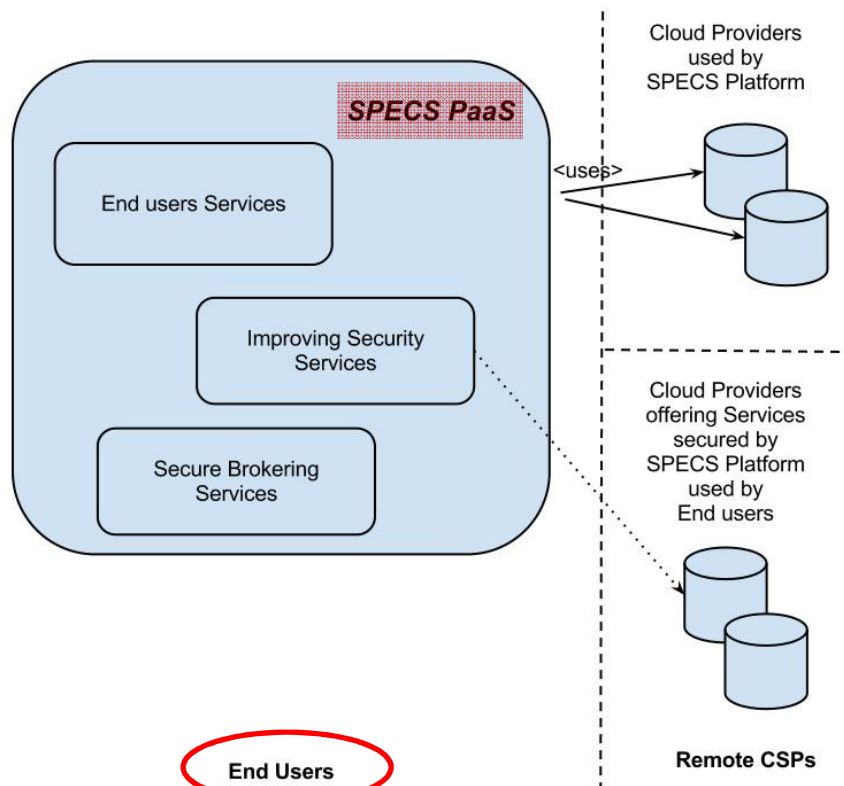 SPECS PaaS
End users Services
Improving Security
Services
Secure Brokering
Services
<uses>
Cloud Providers
used by
SPECS Platform
Cloud Providers
offering Services
secured by
SPECS Platform
used by
End users
End Users
Remote CSPs